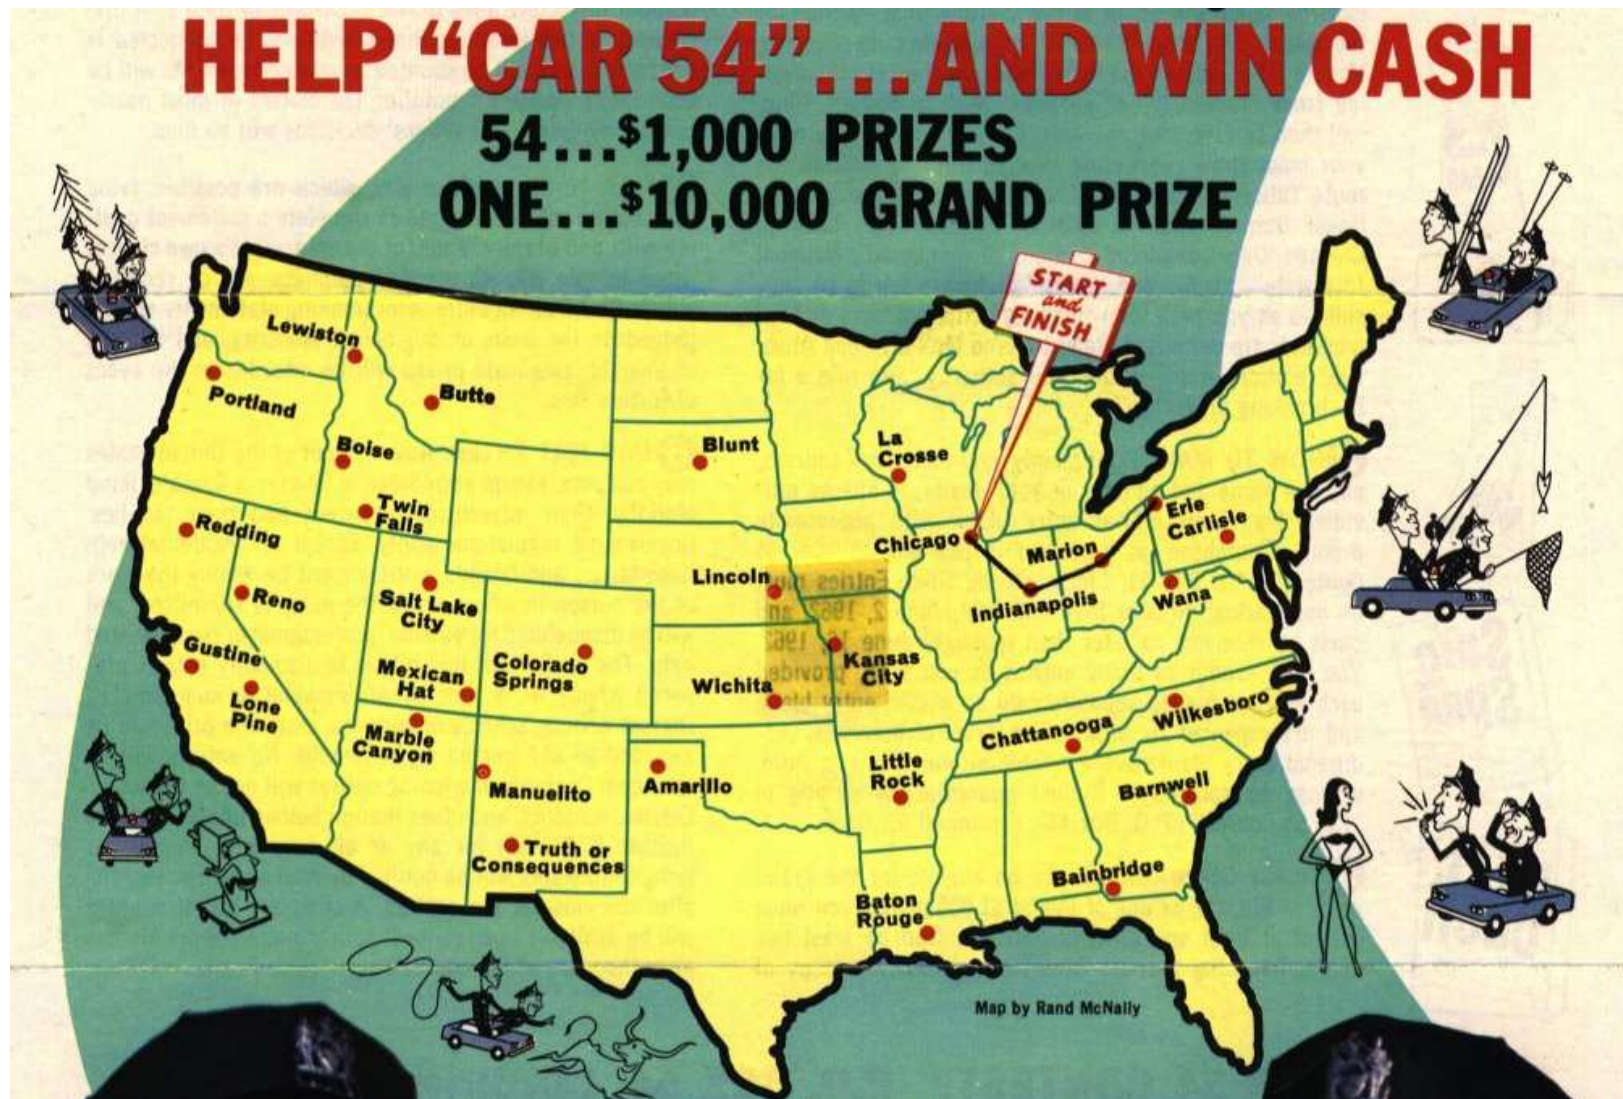 HELP “CAR 54”...AND WIN CASH
54...$1,000 PRIZES
ONE...$10,000 GRAND PRIZE
START
and
FINISH
Lewiston
Portland
Butte
Boise
Blunt
La
Crosse
Twin
Falls
Erie
Carlisle
Redding
Chicago
Marion
Lincoln
Entries
Reno
Salt Lake
City
Indianapolis
Wana
Gustine
Mexican
Hat
Colorado
Springs
Kansas
City
Wichita
Lone
Pine
Marble
Canyon
Chattanooga
Wilkesboro
Little
Rock
Manuelito
Amarillo
Barnwell
Truth or
Consequences
Bainbridge
Baton
Rouge
Map by Rand McNally